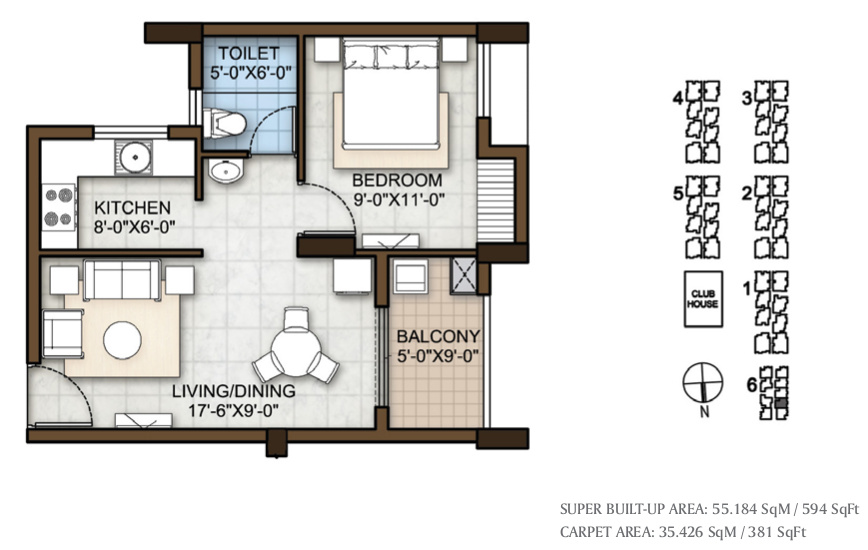 TOILET
5'-0"X6'-0"
BEDROOM
9'-0"X11'-0"
KITCHEN
8'-0"X6'-0"
BALCONY
5'-0"X9'-0"
LIVING/DINING
17'-6"X9'-0"
4
3
5
2
CLUB
HOUSE
1
6
N
SUPER BUILT-UP AREA: 55.184 SqM / 594 SqFt
CARPET AREA: 35.426 SqM / 381 SqFt